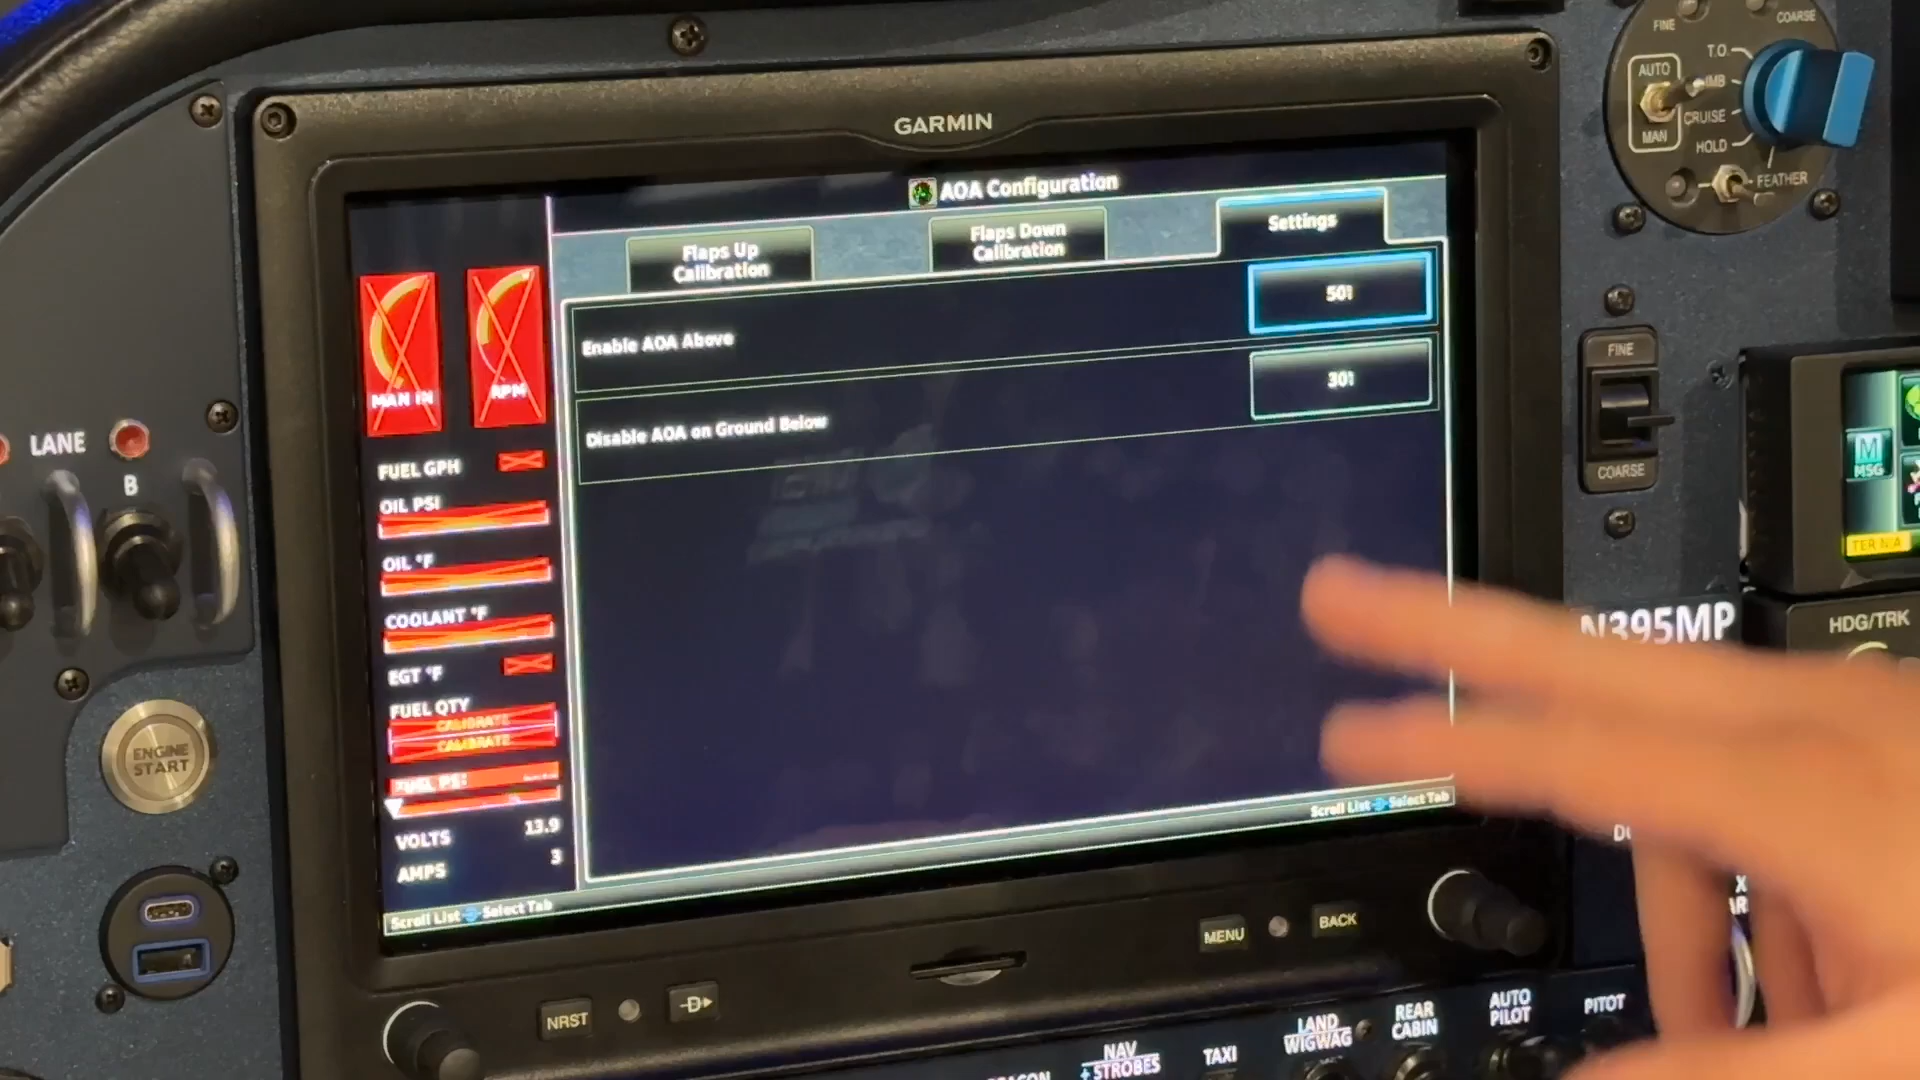 GARMIN
AOA Configuration
Flaps Up
Calibration
Flaps Down
Calibration
Settings
Enable AOA Above
50
Disable AOA on Ground Below
30
MAN IN
RPM
FUEL GPH
OIL PSI
OIL °F
COOLANT °F
EGT °F
FUEL QTY
CALIBRATE
CALIBRATE
VOLTS 13.9
AMPS 3
Scroll List Select Tab
Scroll List Select Tab
MENU
BACK
NRST
D
LANE
B
ENGINE
START
FINE
COARSE
AUTO
MAN
T.O.
CRUISE
HOLD
FEATHER
FINE
COARSE
M
MSG
TER N/A
N395MP
HDG/TRK
NAV
+STROBES
TAXI
LAND
WIGWAG
REAR
CABIN
AUTO
PILOT
PITOT